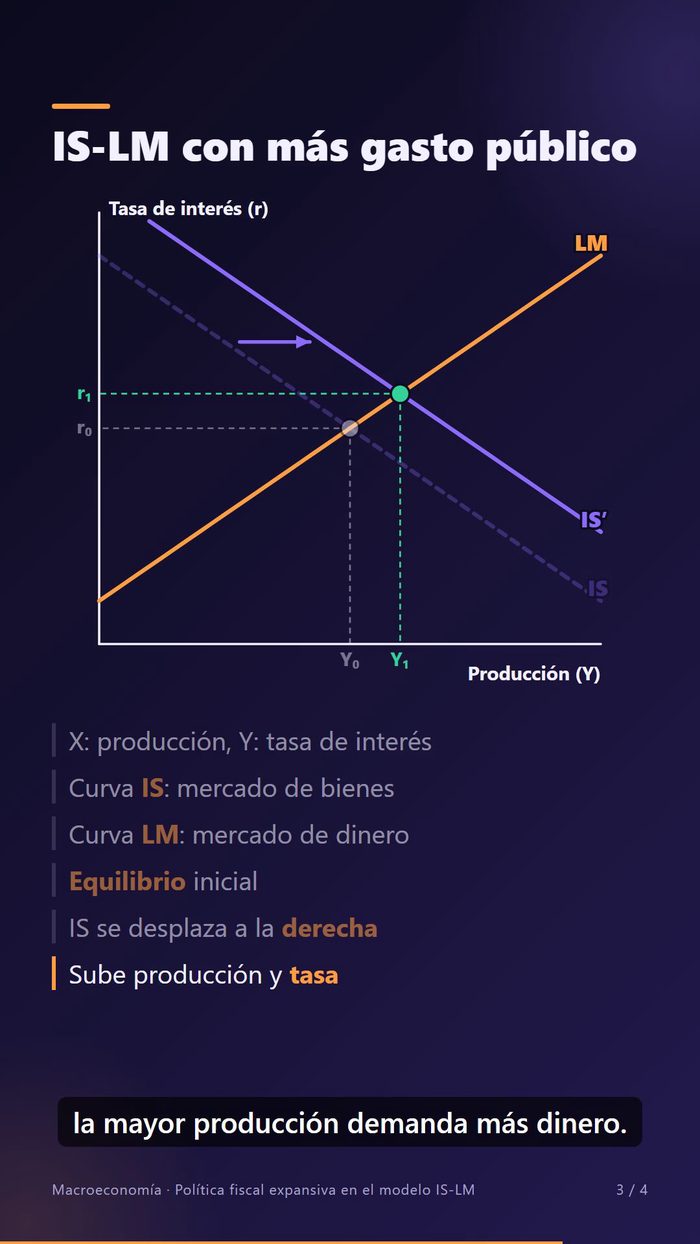 IS-LM con más gasto público
Tasa de interés (r)
LM
r₁
r₀
IS′
IS
Y₀ Y₁
Producción (Y)
X: producción, Y: tasa de interés
Curva IS: mercado de bienes
Curva LM: mercado de dinero
Equilibrio inicial
IS se desplaza a la derecha
Sube producción y tasa
la mayor producción demanda más dinero.
Macroeconomía · Política fiscal expansiva en el modelo IS-LM 3 / 4